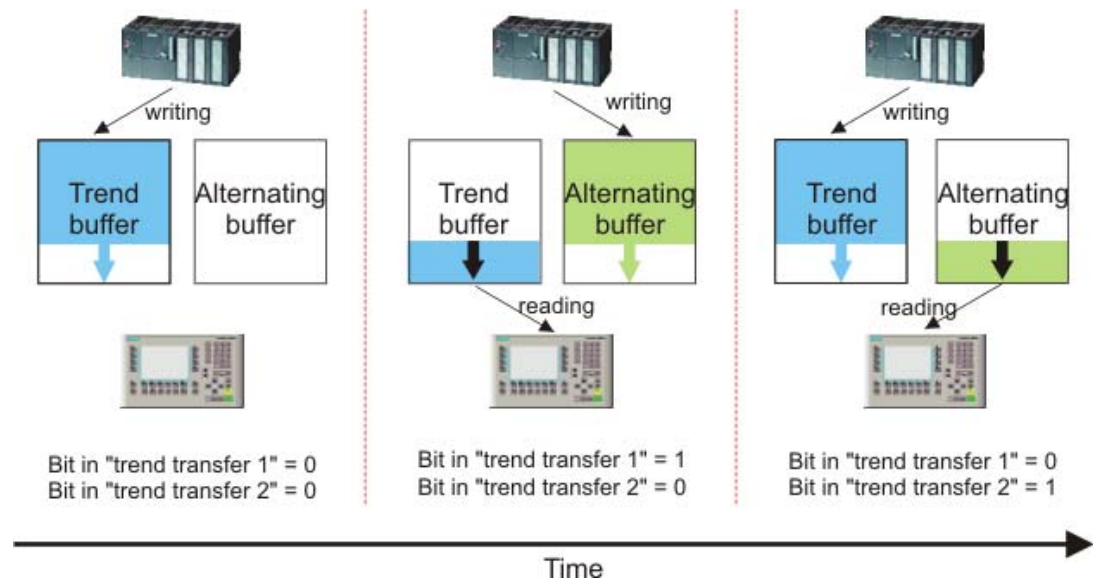 writing
Trend
buffer
Alternating
buffer
Bit in "trend transfer 1" = 0
Bit in "trend transfer 2" = 0
writing
Trend
buffer
Alternating
buffer
reading
Bit in "trend transfer 1" = 1
Bit in "trend transfer 2" = 0
writing
Trend
buffer
Alternating
buffer
reading
Bit in "trend transfer 1" = 0
Bit in "trend transfer 2" = 1
Time